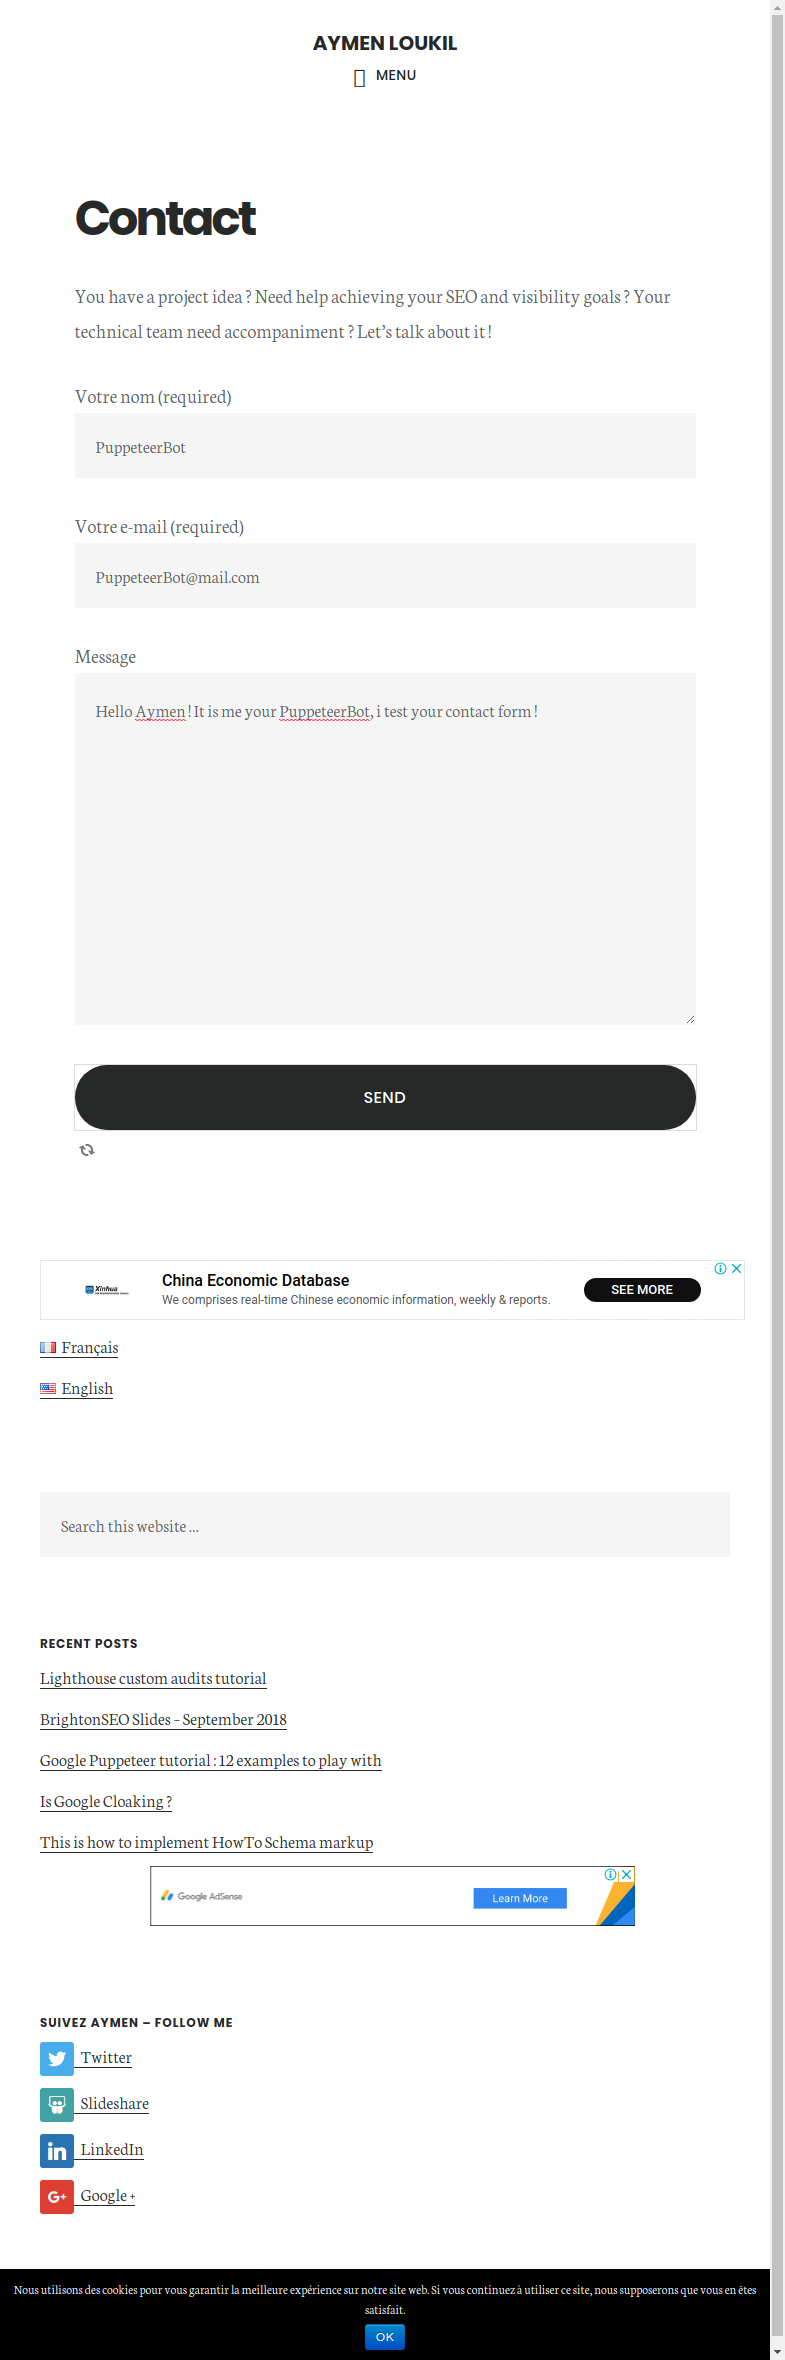 AYMEN LOUKIL
MENU
Contact
You have a project idea ? Need help achieving your SEO and visibility goals ? Your
technical team need accompaniment ? Let’s talk about it !
Votre nom (required)
PuppeteerBot
Votre e-mail (required)
PuppeteerBot@mail.com
Message
Hello Aymen ! It is me your PuppeteerBot, i test your contact form !
SEND
Xinhua
China Economic Database
We comprises real-time Chinese economic information, weekly & reports.
SEE MORE
Français
English
Search this website …
RECENT POSTS
Lighthouse custom audits tutorial
BrightonSEO Slides – September 2018
Google Puppeteer tutorial : 12 examples to play with
Is Google Cloaking ?
This is how to implement HowTo Schema markup
Google AdSense
Learn More
SUIVEZ AYMEN – FOLLOW ME
Twitter
Slideshare
LinkedIn
Google +
Nous utilisons des cookies pour vous garantir la meilleure expérience sur notre site web. Si vous continuez à utiliser ce site, nous supposerons que vous en êtes
satisfait.
OK